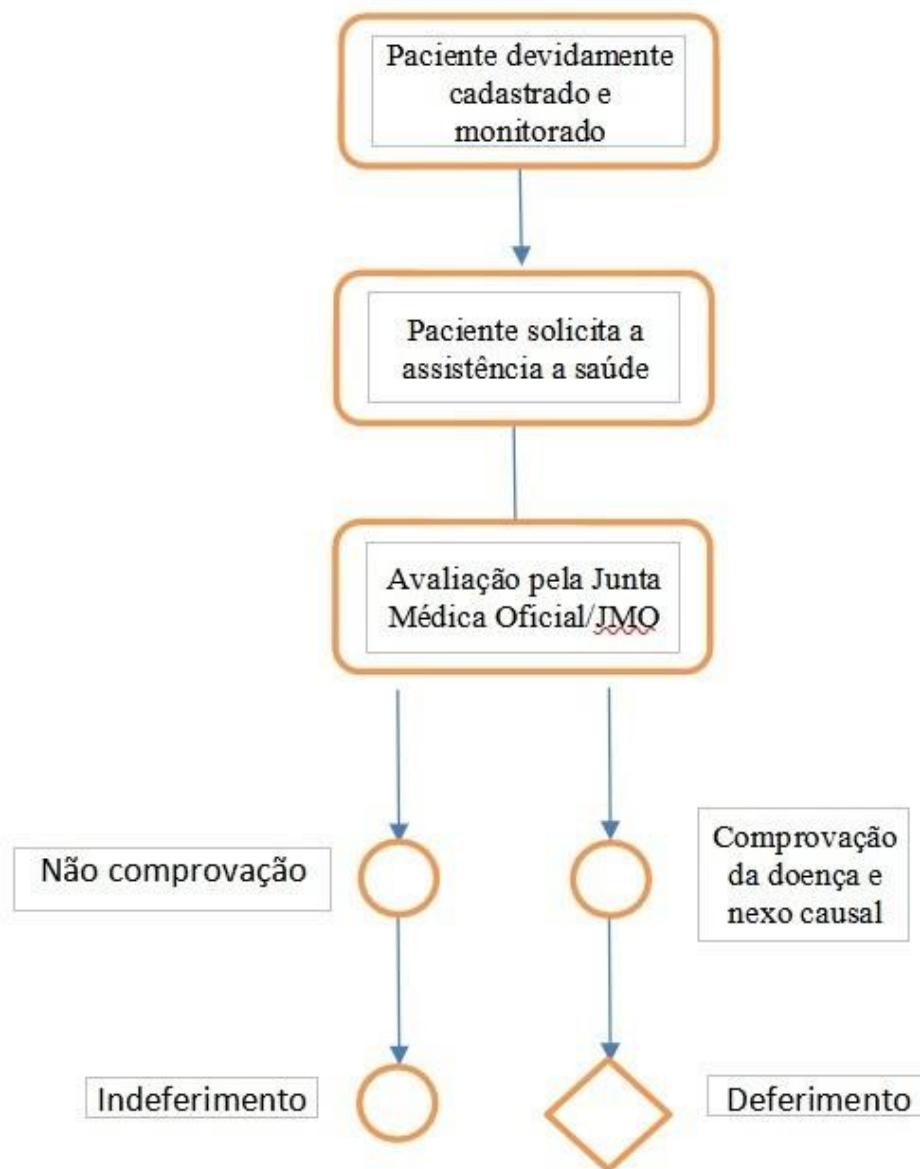 Paciente devidamente
cadastrado e
monitorado
Paciente solicita a
assistência a saúde
Avaliação pela Junta
Médica Oficial/JMO
Não comprovação
Comprovação
da doença e
nexo causal
Indeferimento
Deferimento